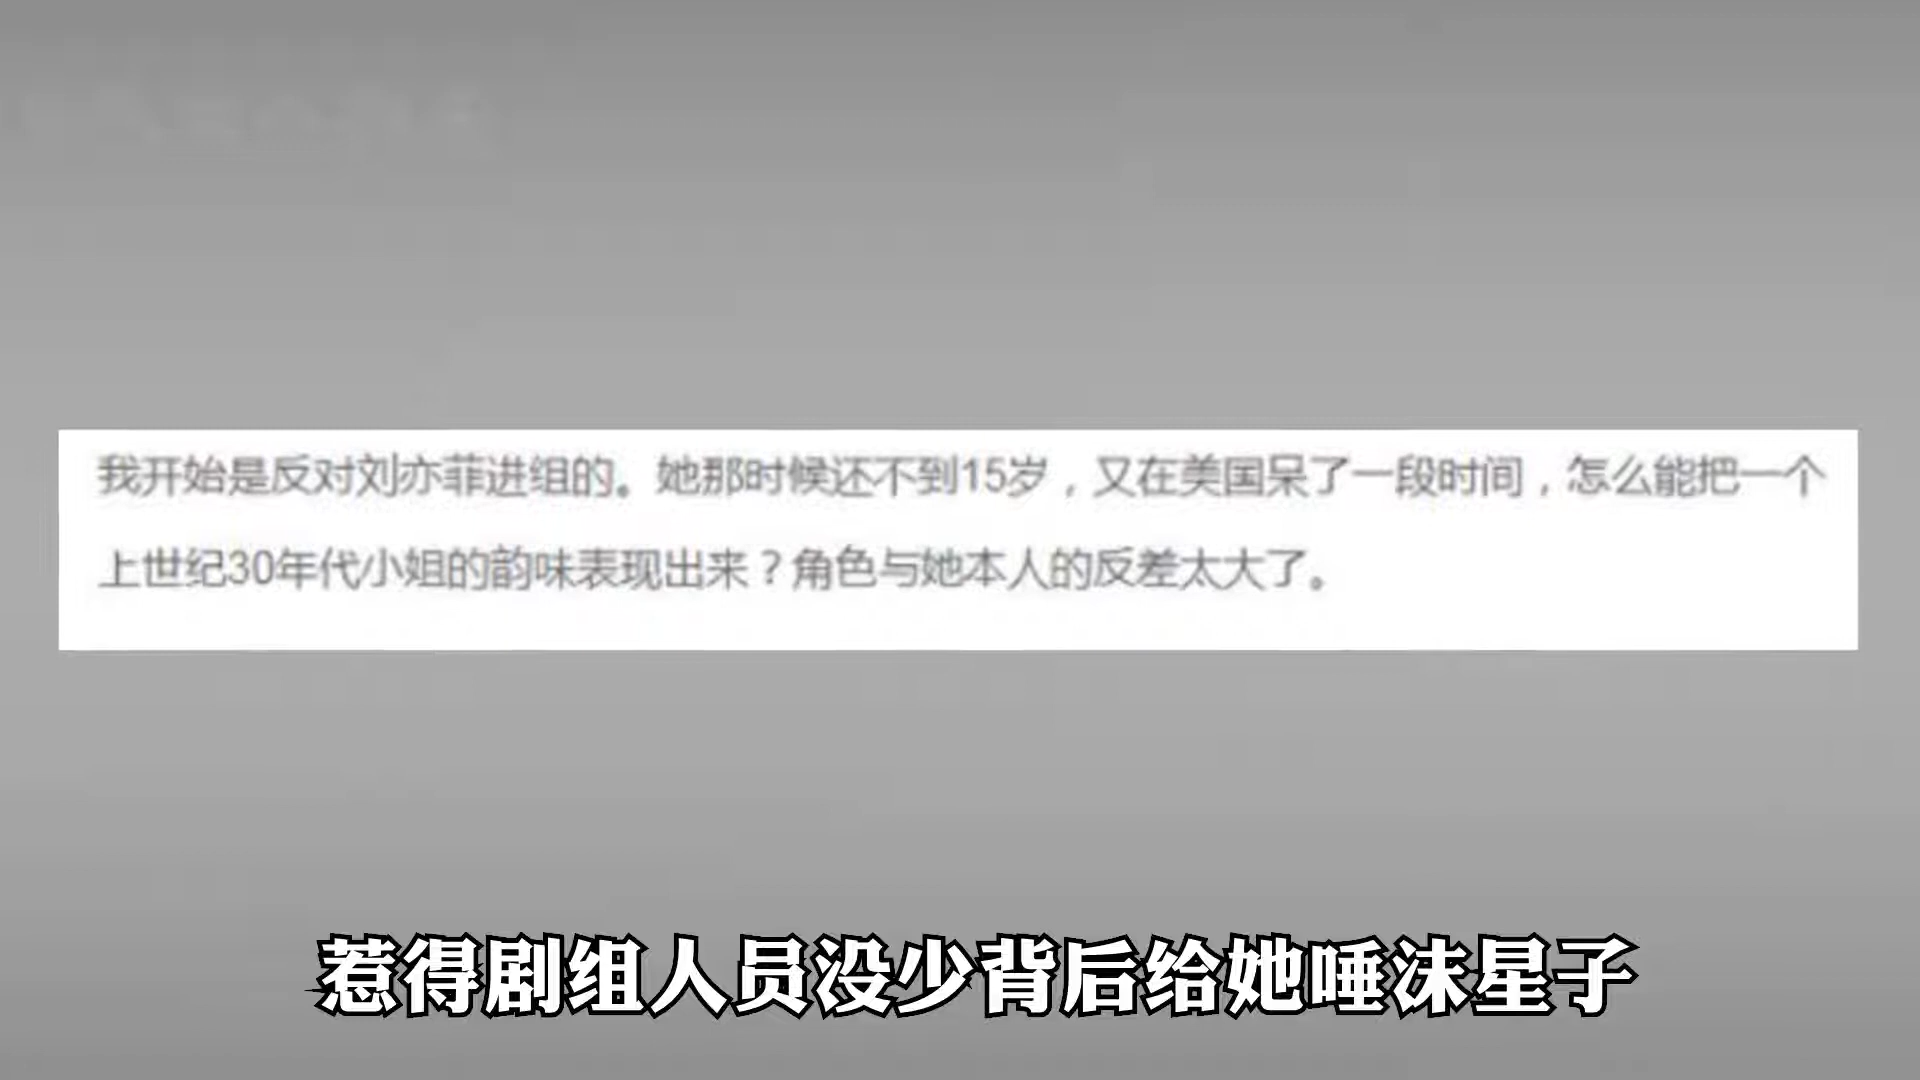 我开始是反对刘亦菲进组的。她那时候还不到15岁，又在美国呆了一段时间，怎么能把一个
上世纪30年代小姐的韵味表现出来？角色与她本人的反差太大了。
惹得剧组人员没少背后给她唾沫星子